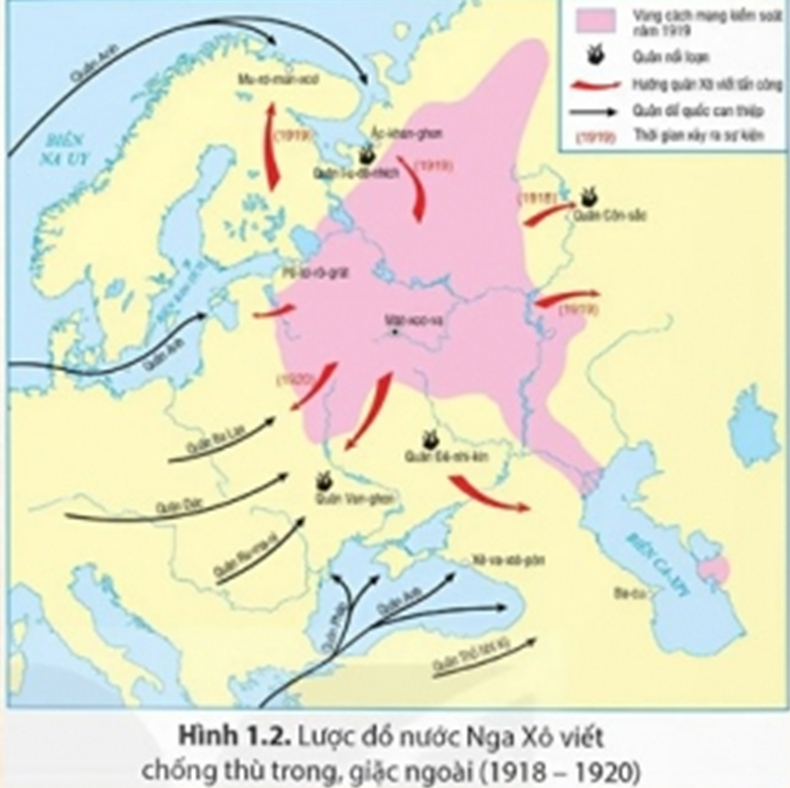 Vùng cách mạng kiểm soát
năm 1919
Quân nổi loạn
Hướng quân Xô viết tấn công
Quân đế quốc can thiệp
(1919)
Thời gian xảy ra sự kiện
Quân Anh
Mu-rơ-man-xcơ
BIỂN
NA UY
(1919)
Ác-khan-ghen
(1919)
(1918)
Quân Côn-sắc
Pê-tơ-rô-grát
(1919)
Mát-xcơ-va
Quân Anh
(1920)
Quân Ba Lan
Quân Đê-ni-kin
Quân Đức
Quân Van-ghen
Quân Ru-ma-ni
Xê-va-xtô-pôn
BIỂN CA-XPI
Ba-cu
Quân Pháp
Quân Anh
Quân Thổ Nhĩ Kỳ
Hình 1.2. Lược đồ nước Nga Xô viết
chống thù trong, giặc ngoài (1918 – 1920)